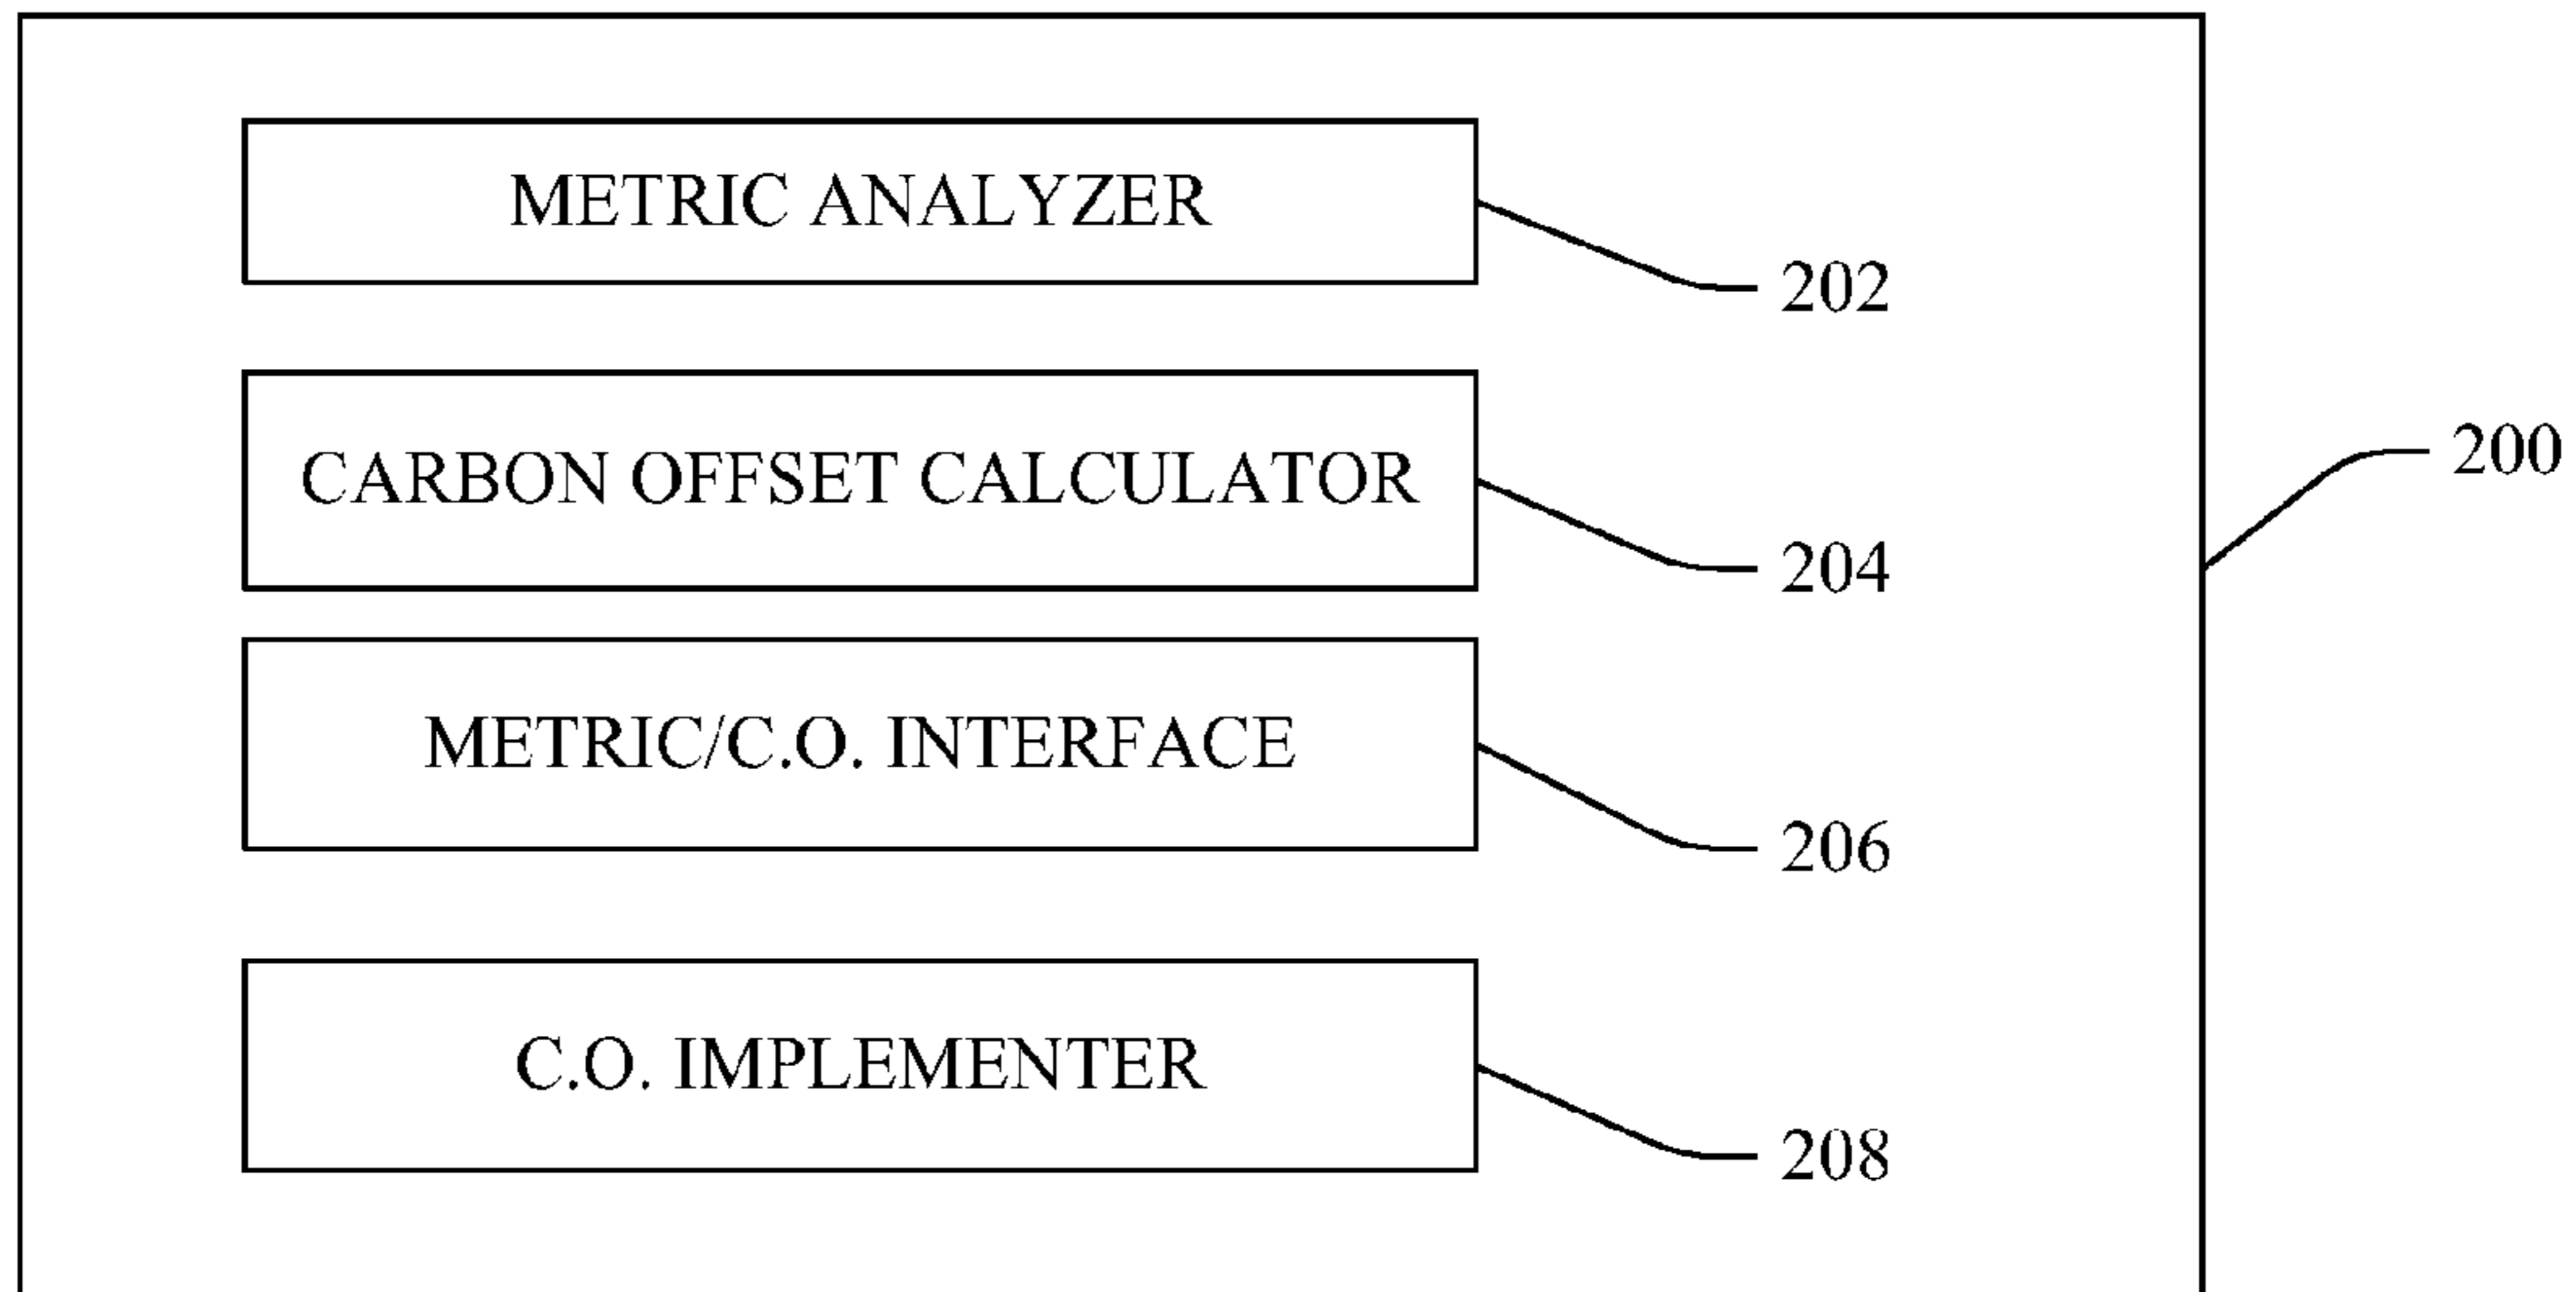 METRIC ANALYZER
202
CARBON OFFSET CALCULATOR
200
204
METRIC/C.O. INTERFACE
206
C.O. IMPLEMENTER
208